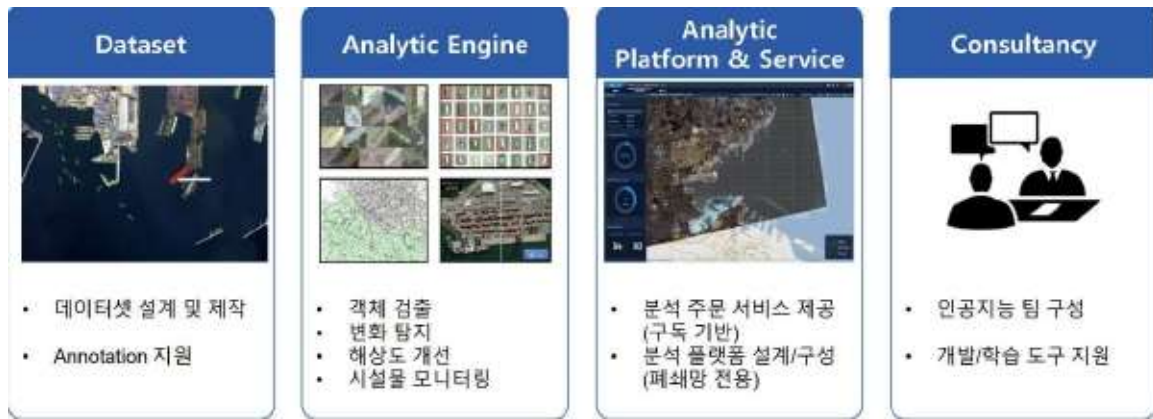 Dataset
• 데이터셋 설계 및 제작
• Annotation 지원
Analytic Engine
• 객체 검출
• 변화 탐지
• 해상도 개선
• 시설물 모니터링
Analytic
Platform & Service
• 분석 주문 서비스 제공
(구독 기반)
• 분석 플랫폼 설계/구성
(폐쇄망 전용)
Consultancy
• 인공지능 팀 구성
• 개발/학습 도구 지원